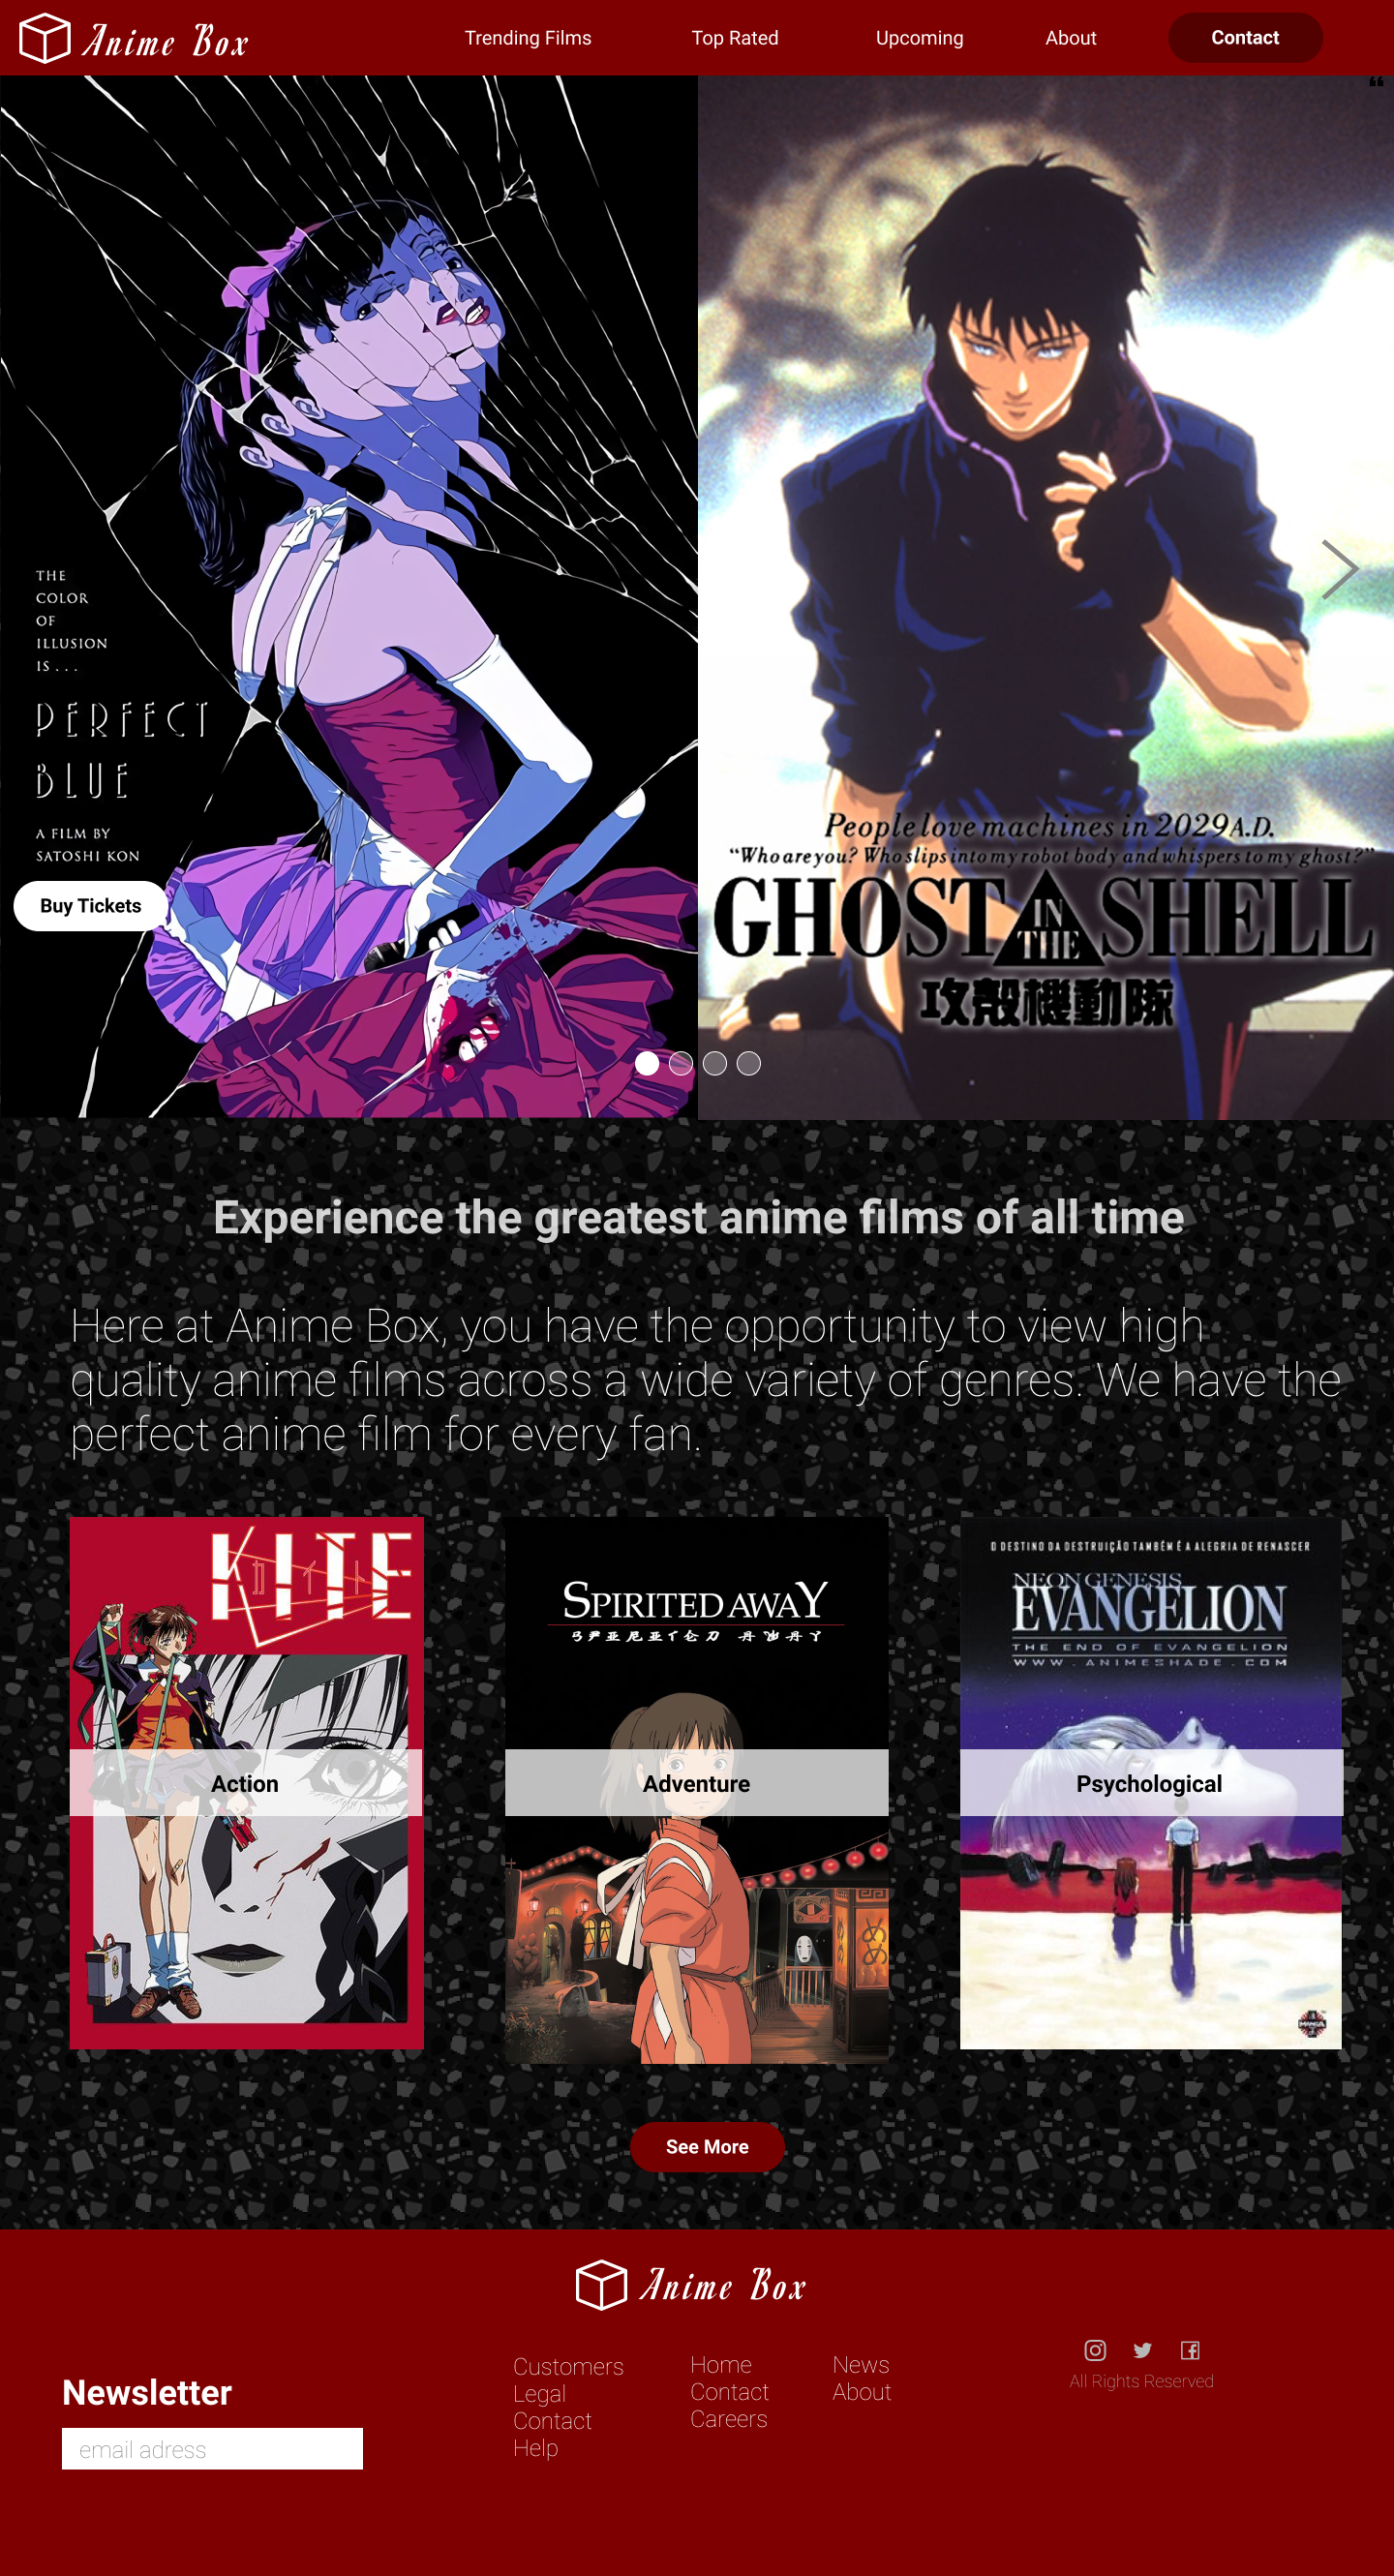 Anime Box
Trending Films
Top Rated
Upcoming
About
Contact
“
THE
COLOR
OF
ILLUSION
IS . . .
PERFECT
BLUE
A FILM BY
SATOSHI KON
Buy Tickets
People love machines in 2029 A.D.
“Who are you? Who slips into my robot body and whispers to my ghost?”
GHOST IN THE SHELL
攻殻機動隊
Experience the greatest anime films of all time
Here at Anime Box, you have the opportunity to view high
quality anime films across a wide variety of genres. We have the
perfect anime film for every fan.
KITE
カイト
Action
SPIRITED AWAY
Adventure
O DESTINO DA DESTRUIÇÃO TAMBÉM É A ALEGRIA DE RENASCER
NEON GENESIS
EVANGELION
THE END OF EVANGELION
WWW.ANIMESHADE.COM
Psychological
MANGA
See More
Anime Box
Newsletter
email adress
Customers
Legal
Contact
Help
Home
Contact
Careers
News
About
All Rights Reserved